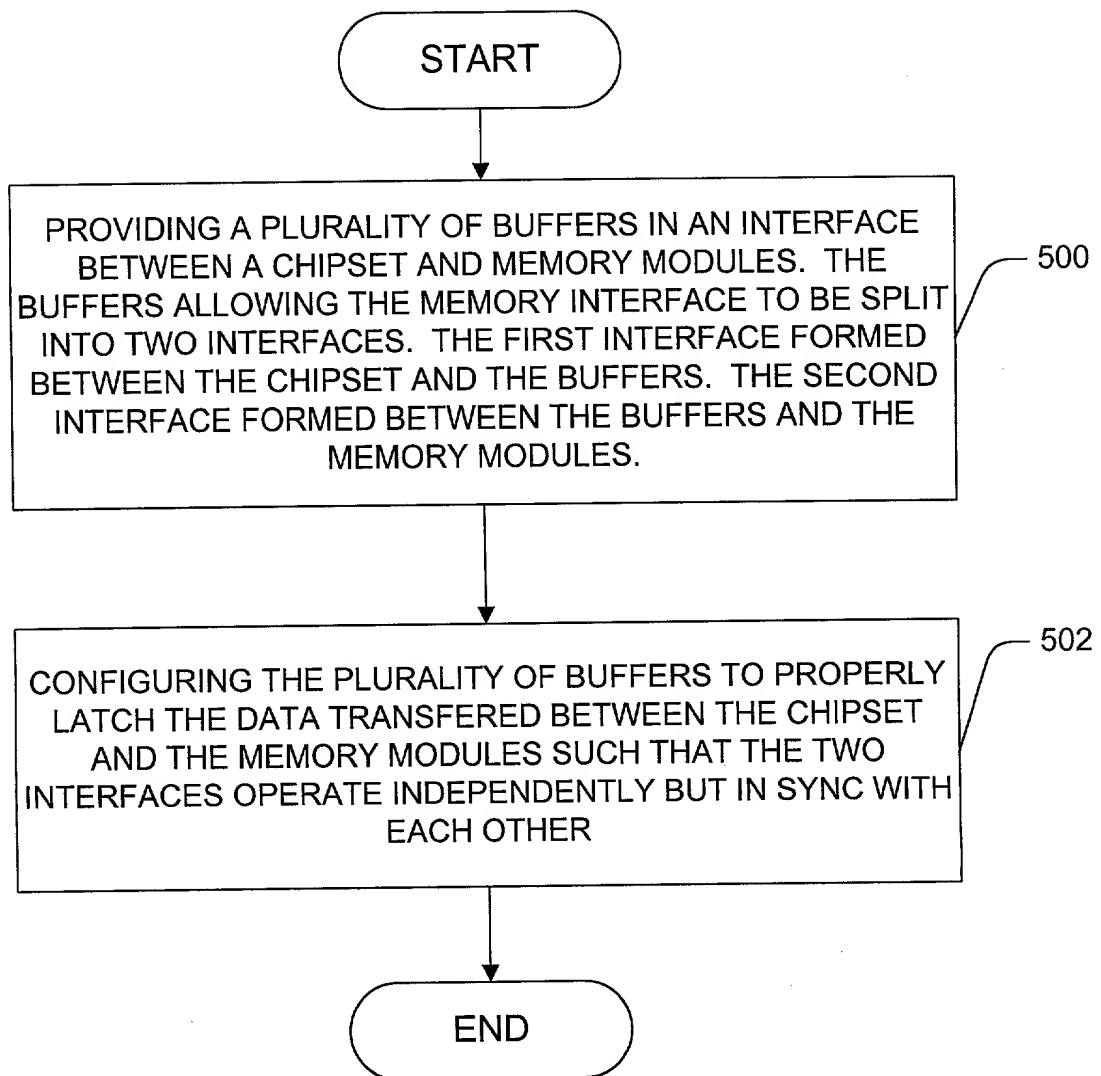 START
PROVIDING A PLURALITY OF BUFFERS IN AN INTERFACE
BETWEEN A CHIPSET AND MEMORY MODULES. THE
BUFFERS ALLOWING THE MEMORY INTERFACE TO BE SPLIT
INTO TWO INTERFACES. THE FIRST INTERFACE FORMED
BETWEEN THE CHIPSET AND THE BUFFERS. THE SECOND
INTERFACE FORMED BETWEEN THE BUFFERS AND THE
MEMORY MODULES.
500
CONFIGURING THE PLURALITY OF BUFFERS TO PROPERLY
LATCH THE DATA TRANSFERED BETWEEN THE CHIPSET
AND THE MEMORY MODULES SUCH THAT THE TWO
INTERFACES OPERATE INDEPENDENTLY BUT IN SYNC WITH
EACH OTHER
502
END